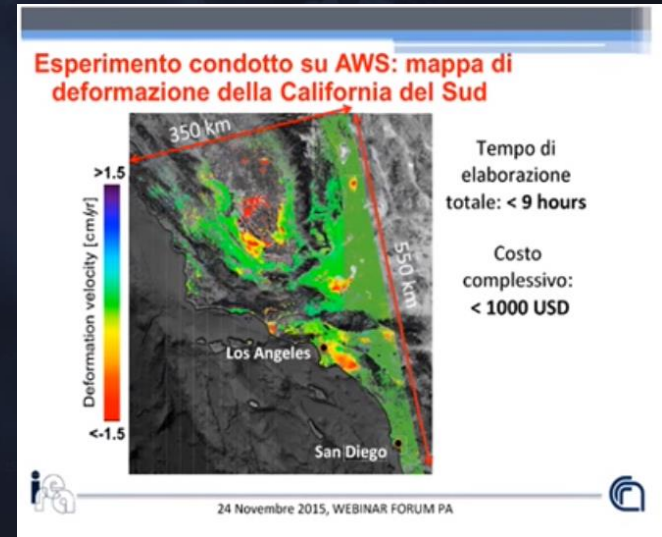 Esperimento condotto su AWS: mappa di
deformazione della California del Sud
350 km
>1.5
Deformation velocity [cm/yr]
<-1.5
550 km
Los Angeles
San Diego
Tempo di
elaborazione
totale: < 9 hours
Costo
complessivo:
< 1000 USD
24 Novembre 2015, WEBINAR FORUM PA